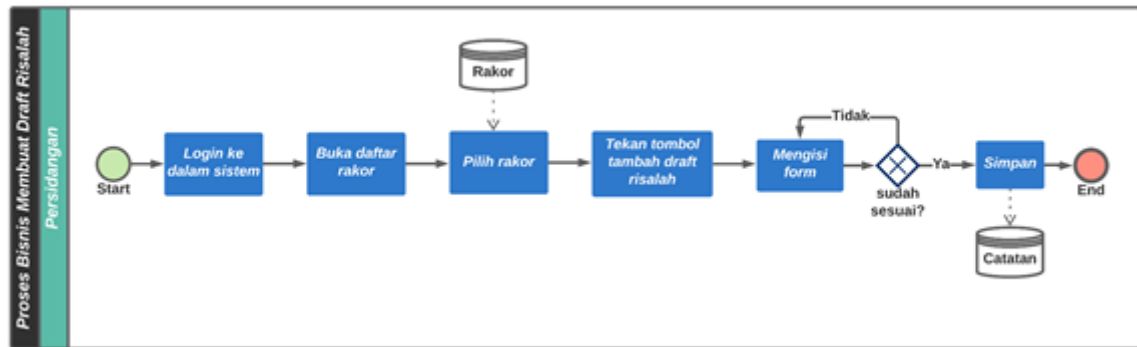 Proses Bisnis Membuat Draft Risalah
Persidangan
Start
Login ke
dalam sistem
Buka daftar
rakor
Rakor
Pilih rakor
Tekan tombol
tambah draft
risalah
Mengisi
form
Tidak
sudah
sesuai?
Ya
Simpan
Catatan
End